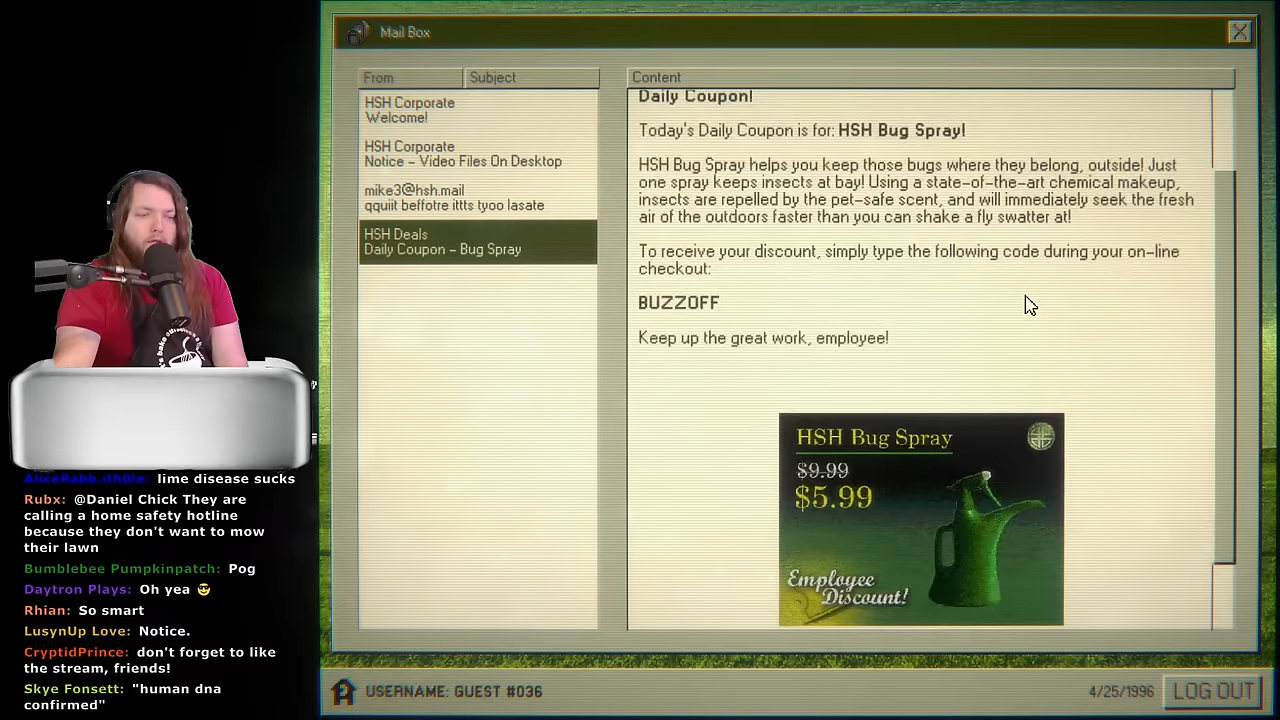 Mail Box
From
Subject
Content
HSH Corporate
Welcome!
HSH Corporate
Notice - Video Files On Desktop
mike3@hsh.mail
qquiit beffotre ittts tyoo lasate
HSH Deals
Daily Coupon - Bug Spray
Daily Coupon!
Today's Daily Coupon is for: HSH Bug Spray!
HSH Bug Spray helps you keep those bugs where they belong, outside! Just
one spray keeps insects at bay! Using a state-of-the-art chemical makeup,
insects are repelled by the pet-safe scent, and will immediately seek the fresh
air of the outdoors faster than you can shake a fly swatter at!
To receive your discount, simply type the following code during your on-line
checkout:
BUZZOFF
Keep up the great work, employee!
HSH Bug Spray
$9.99
$5.99
Employee
Discount!
lime disease sucks
Rubx: @Daniel Chick They are
calling a home safety hotline
because they don't want to mow
their lawn
Bumblebee Pumpkinpatch: Pog
Daytron Plays: Oh yea 😎
Rhian: So smart
LusynUp Love: Notice.
CryptidPrince: don't forget to like
the stream, friends!
Skye Fonsett: "human dna
confirmed"
USERNAME: GUEST #036
4/25/1996
LOG OUT